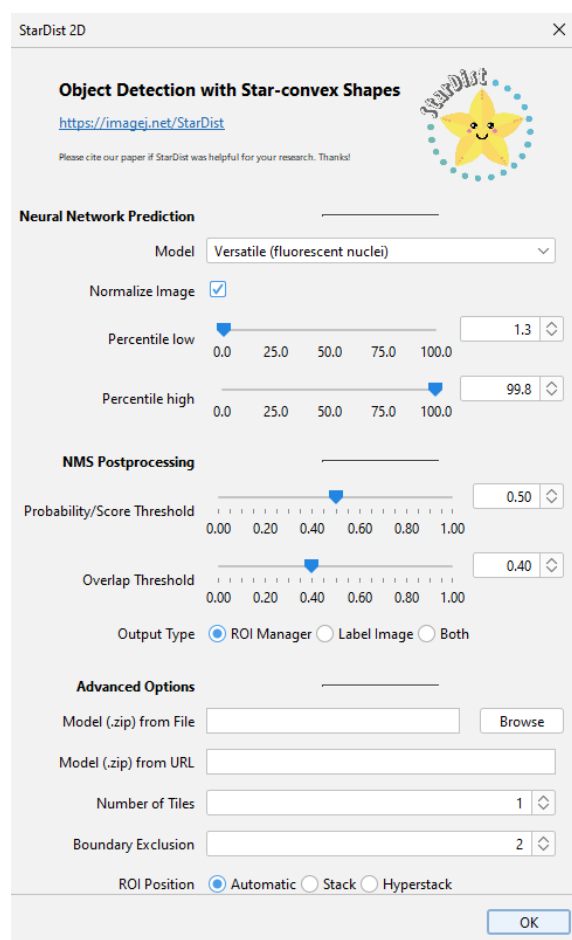 StarDist 2D
StarDist
Object Detection with Star-convex Shapes
https://imagej.net/StarDist
Please cite our paper if StarDist was helpful for your research. Thanks!
Neural Network Prediction
Model Versatile (fluorescent nuclei)
Normalize Image
Percentile low 1.3
0.0 25.0 50.0 75.0 100.0
Percentile high 99.8
0.0 25.0 50.0 75.0 100.0
NMS Postprocessing
Probability/Score Threshold 0.50
0.00 0.20 0.40 0.60 0.80 1.00
Overlap Threshold 0.40
0.00 0.20 0.40 0.60 0.80 1.00
Output Type ROI Manager Label Image Both
Advanced Options
Model (.zip) from File Browse
Model (.zip) from URL
Number of Tiles 1
Boundary Exclusion 2
ROI Position Automatic Stack Hyperstack
OK